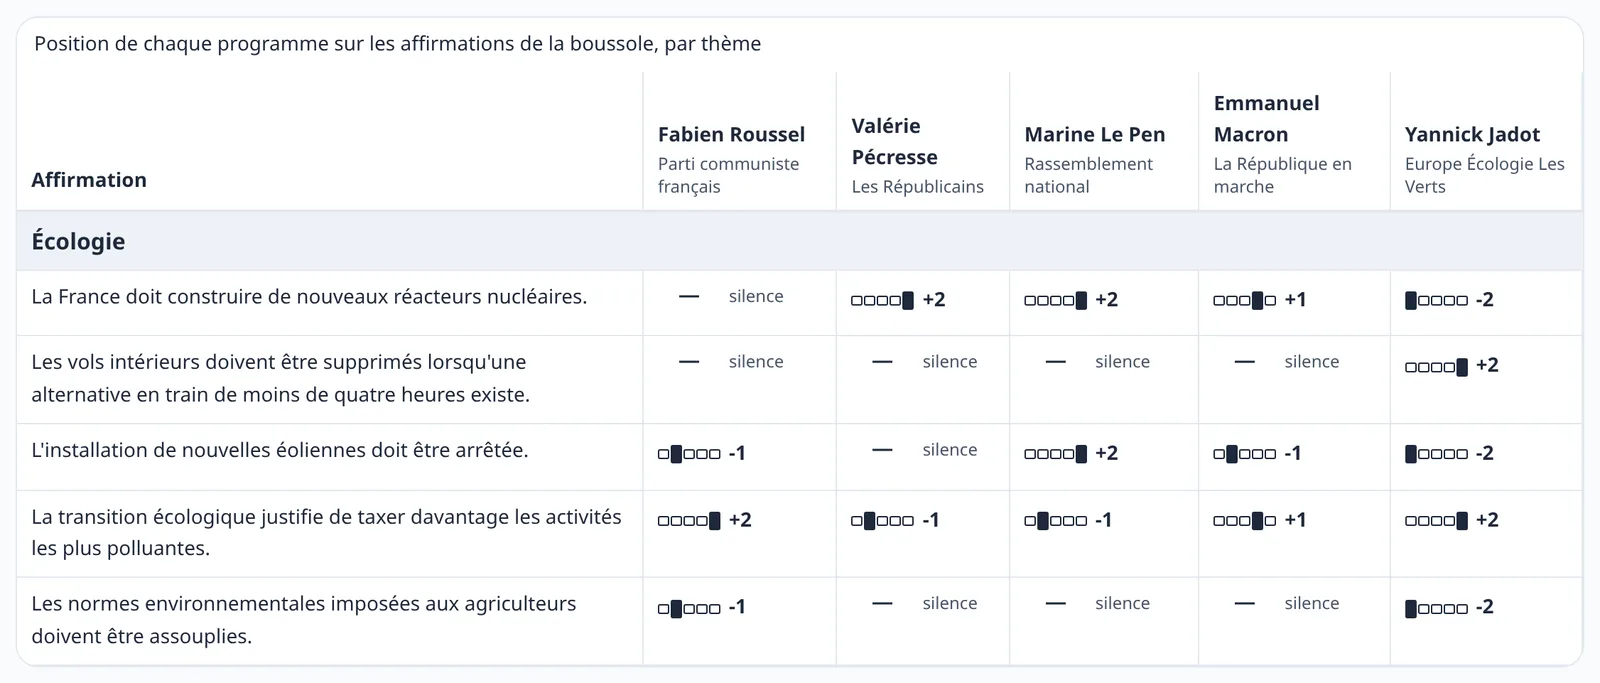 Position de chaque programme sur les affirmations de la boussole, par thème
Affirmation
Fabien Roussel
Parti communiste
français
Valérie
Pécresse
Les Républicains
Marine Le Pen
Rassemblement
national
Emmanuel
Macron
La République en
marche
Yannick Jadot
Europe Écologie Les
Verts
Écologie
La France doit construire de nouveaux réacteurs nucléaires.
— silence
+2
+2
+1
-2
Les vols intérieurs doivent être supprimés lorsqu'une
alternative en train de moins de quatre heures existe.
— silence
— silence
— silence
— silence
+2
L'installation de nouvelles éoliennes doit être arrêtée.
-1
— silence
+2
-1
-2
La transition écologique justifie de taxer davantage les activités
les plus polluantes.
+2
-1
-1
+1
+2
Les normes environnementales imposées aux agriculteurs
doivent être assouplies.
-1
— silence
— silence
— silence
-2